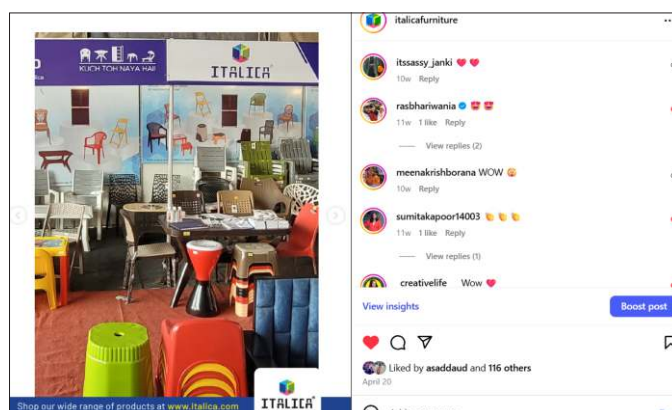 KUCH TOH NAYA HAI!
ITALICA
Shop our wide range of products at www.italica.com
ITALICA
italicafurniture
itssassy_janki ❤️ ❤️
10w Reply
rasbhariwania 😍 😍
11w 1 like Reply
View replies (2)
meenakrishborana WOW
10w Reply
sumitakapoor14003 👏 👏 👏
11w 1 like Reply
View replies (1)
_creativelife__ Wow ❤️
View insights
Boost post
Liked by asaddaud and 116 others
April 20